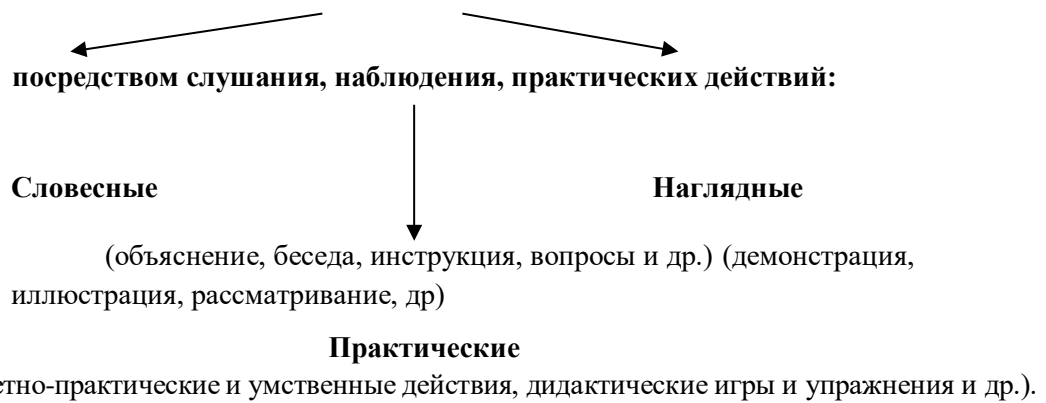 посредством слушания, наблюдения, практических действий:
Словесные Наглядные
(объяснение, беседа, инструкция, вопросы и др.) (демонстрация,
иллюстрация, рассматривание, др)
Практические
етно-практические и умственные действия, дидактические игры и упражнения и др.).